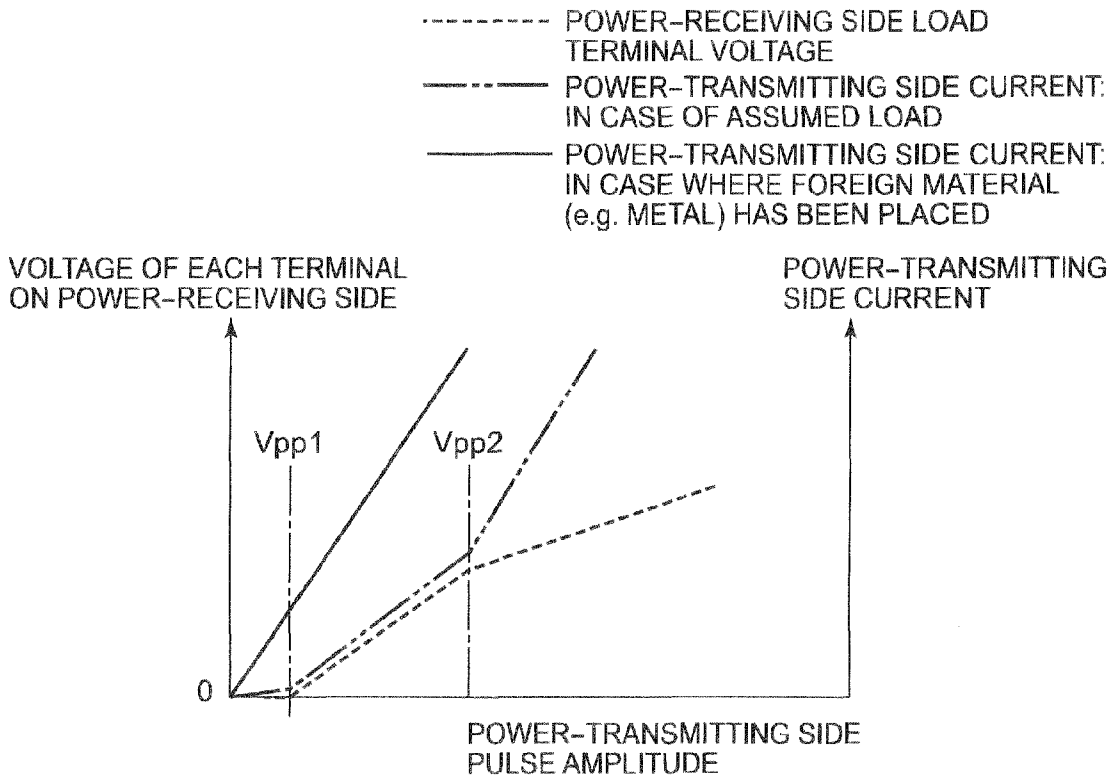 POWER-RECEIVING SIDE LOAD
TERMINAL VOLTAGE
POWER-TRANSMITTING SIDE CURRENT:
IN CASE OF ASSUMED LOAD
POWER-TRANSMITTING SIDE CURRENT:
IN CASE WHERE FOREIGN MATERIAL
(e.g. METAL) HAS BEEN PLACED
VOLTAGE OF EACH TERMINAL
ON POWER-RECEIVING SIDE
POWER-TRANSMITTING
SIDE CURRENT
Vpp1
Vpp2
0
POWER-TRANSMITTING SIDE
PULSE AMPLITUDE